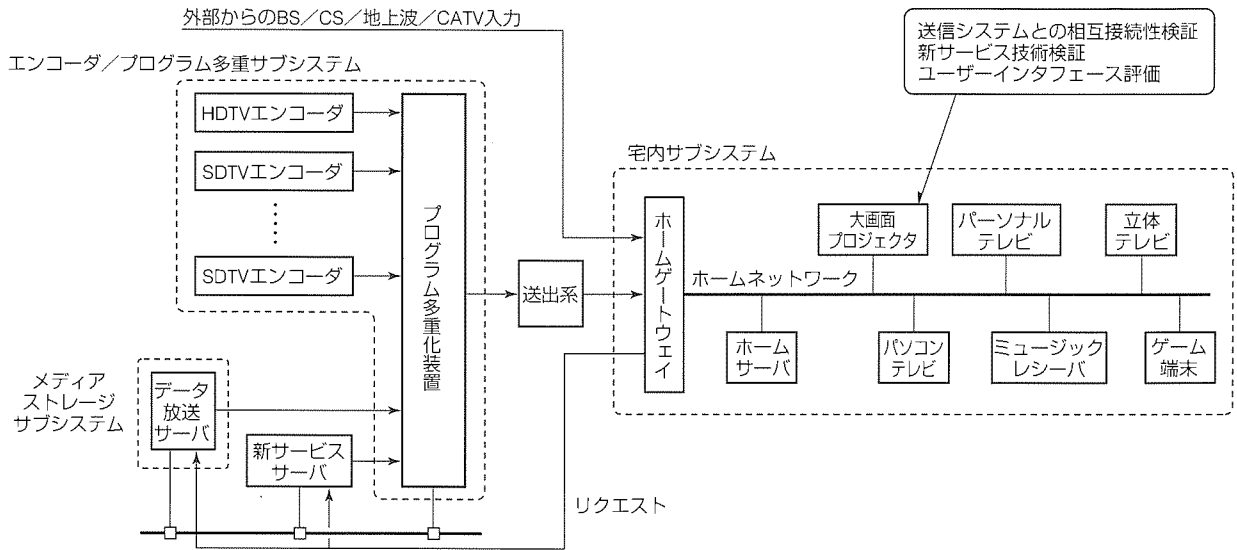 外部からのBS/CS/地上波/CATV入力
送信システムとの相互接続性検証
新サービス技術検証
ユーザーインタフェース評価
エンコーダ/プログラム多重サブシステム
HDTVエンコーダ
SDTVエンコーダ
SDTVエンコーダ
プログラム多重化装置
送出系
宅内サブシステム
ホームゲートウェイ
大画面
プロジェクタ
パーソナル
テレビ
立体
テレビ
ホームネットワーク
ホーム
サーバ
パソコン
テレビ
ミュージック
レシーバ
ゲーム
端末
メディア
ストレージ
サブシステム
データ
放送
サーバ
新サービス
サーバ
リクエスト